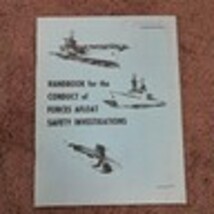 HANDBOOK for the
CONDUCT of
FORCES AFLOAT
SAFETY INVESTIGATIONS